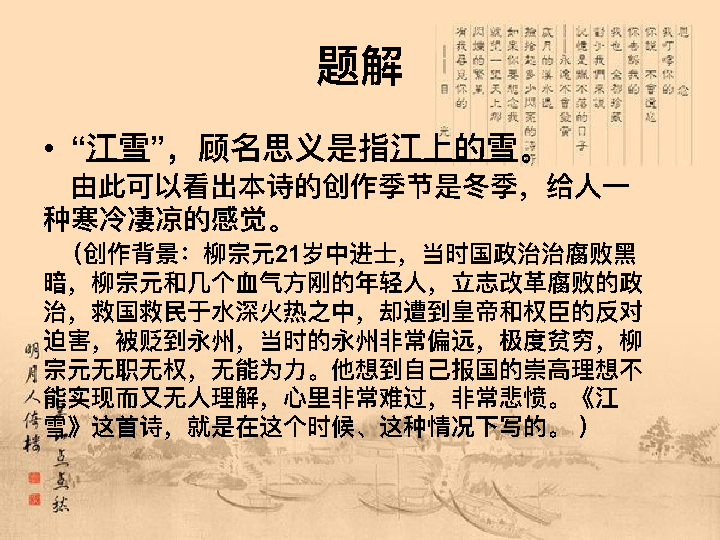 题解
• “江雪”，顾名思义是指江上的雪。
由此可以看出本诗的创作季节是冬季，给人一
种寒冷凄凉的感觉。
（创作背景：柳宗元21岁中进士，当时国政治治腐败黑
暗，柳宗元和几个血气方刚的年轻人，立志改革腐败的政
治，救国救民于水深火热之中，却遭到皇帝和权臣的反对
迫害，被贬到永州，当时的永州非常偏远，极度贫穷，柳
宗元无职无权，无能为力。他想到自己报国的崇高理想不
能实现而又无人理解，心里非常难过，非常悲愤。《江
雪》这首诗，就是在这个时候、这种情况下写的。 ）
明月人倚楼
点点愁